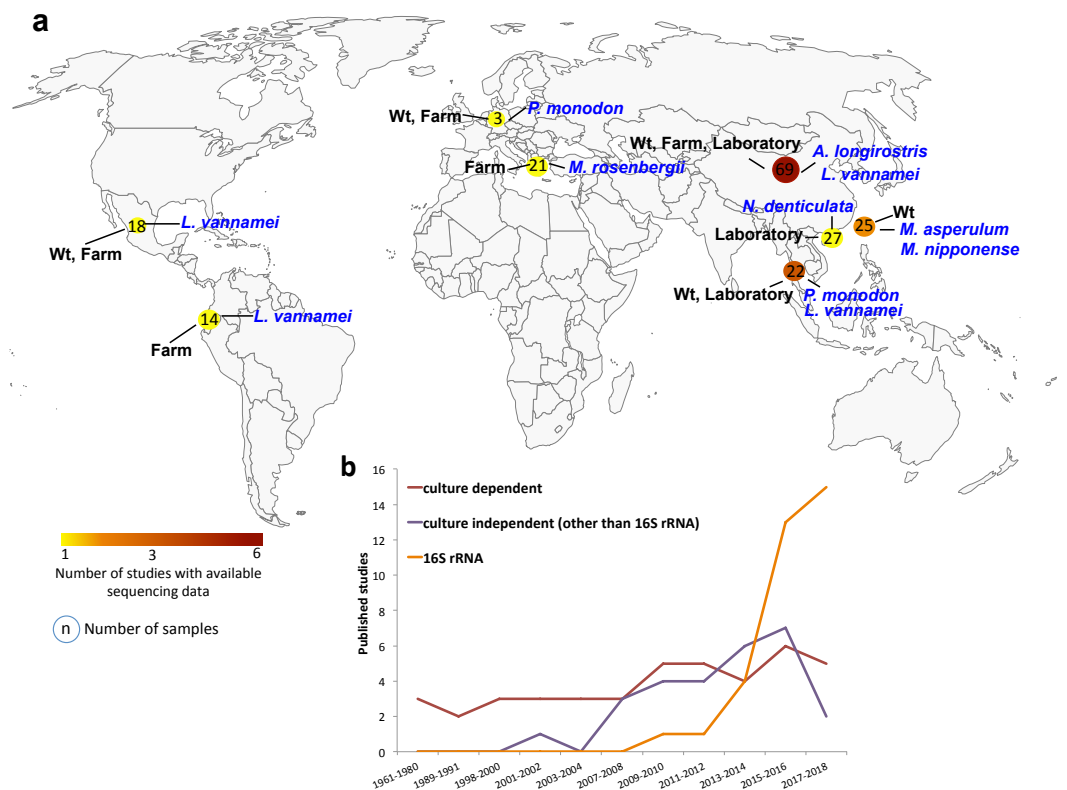 a
Wt, Farm
3
P. monodon
Farm
21
M. rosenbergii
Wt, Farm, Laboratory
69
A. longirostris
L. vannamei
N. denticulata
Laboratory
27
25
Wt
M. asperulum
M. nipponense
22
Wt, Laboratory
P. monodon
L. vannamei
18
L. vannamei
Wt, Farm
14
L. vannamei
Farm
1
3
6
Number of studies with available
sequencing data
n
Number of samples
b
Published studies
16
14
12
10
8
6
4
2
0
culture dependent
culture independent (other than 16S rRNA)
16S rRNA
1961-1980
1989-1991
1998-2000
2001-2002
2003-2004
2007-2008
2009-2010
2011-2012
2013-2014
2015-2016
2017-2018